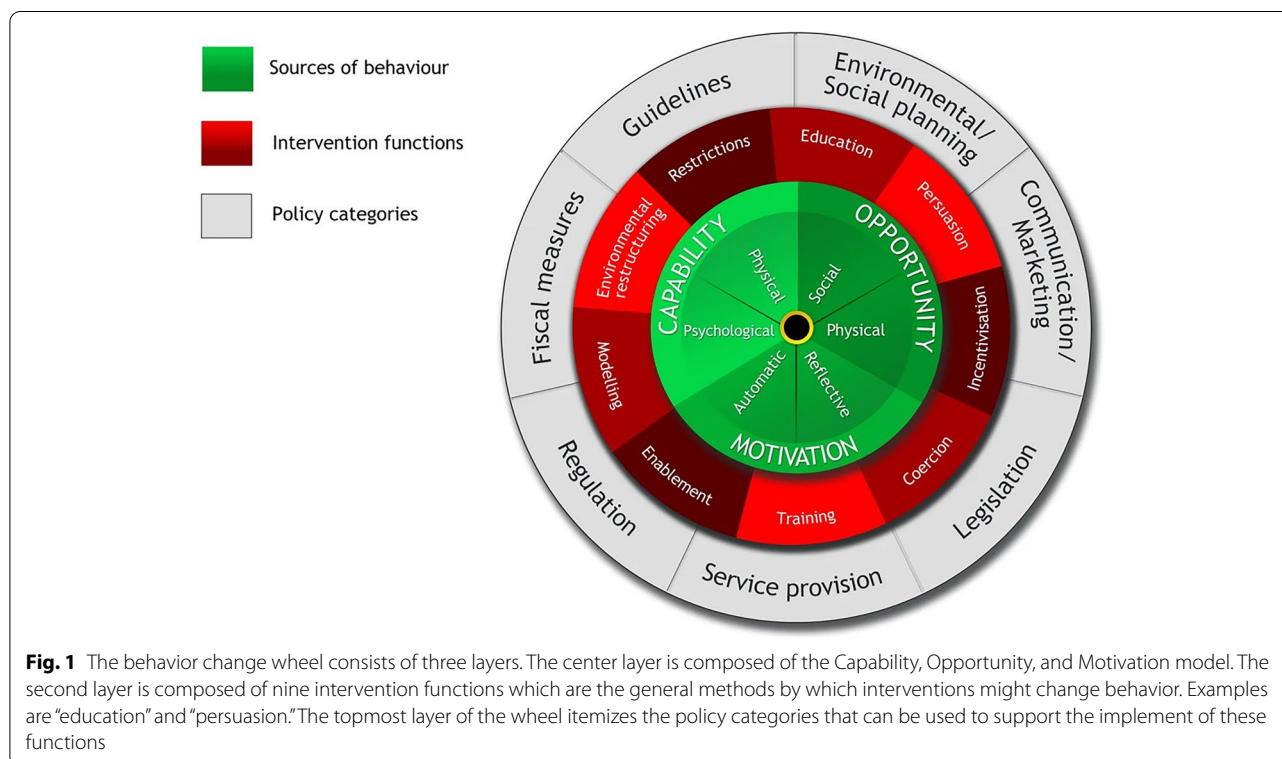 Sources of behaviour
Intervention functions
Policy categories
Guidelines
Environmental/
Social planning
Communication/
Marketing
Legislation
Service provision
Regulation
Fiscal measures
Restrictions
Education
Persuasion
Incentivisation
Coercion
Training
Enablement
Modelling
Environmental
restructuring
CAPABILITY
OPPORTUNITY
MOTIVATION
Physical
Social
Physical
Reflective
Automatic
Psychological
Fig. 1 The behavior change wheel consists of three layers. The center layer is composed of the Capability, Opportunity, and Motivation model. The
second layer is composed of nine intervention functions which are the general methods by which interventions might change behavior. Examples
are “education” and “persuasion.” The topmost layer of the wheel itemizes the policy categories that can be used to support the implement of these
functions